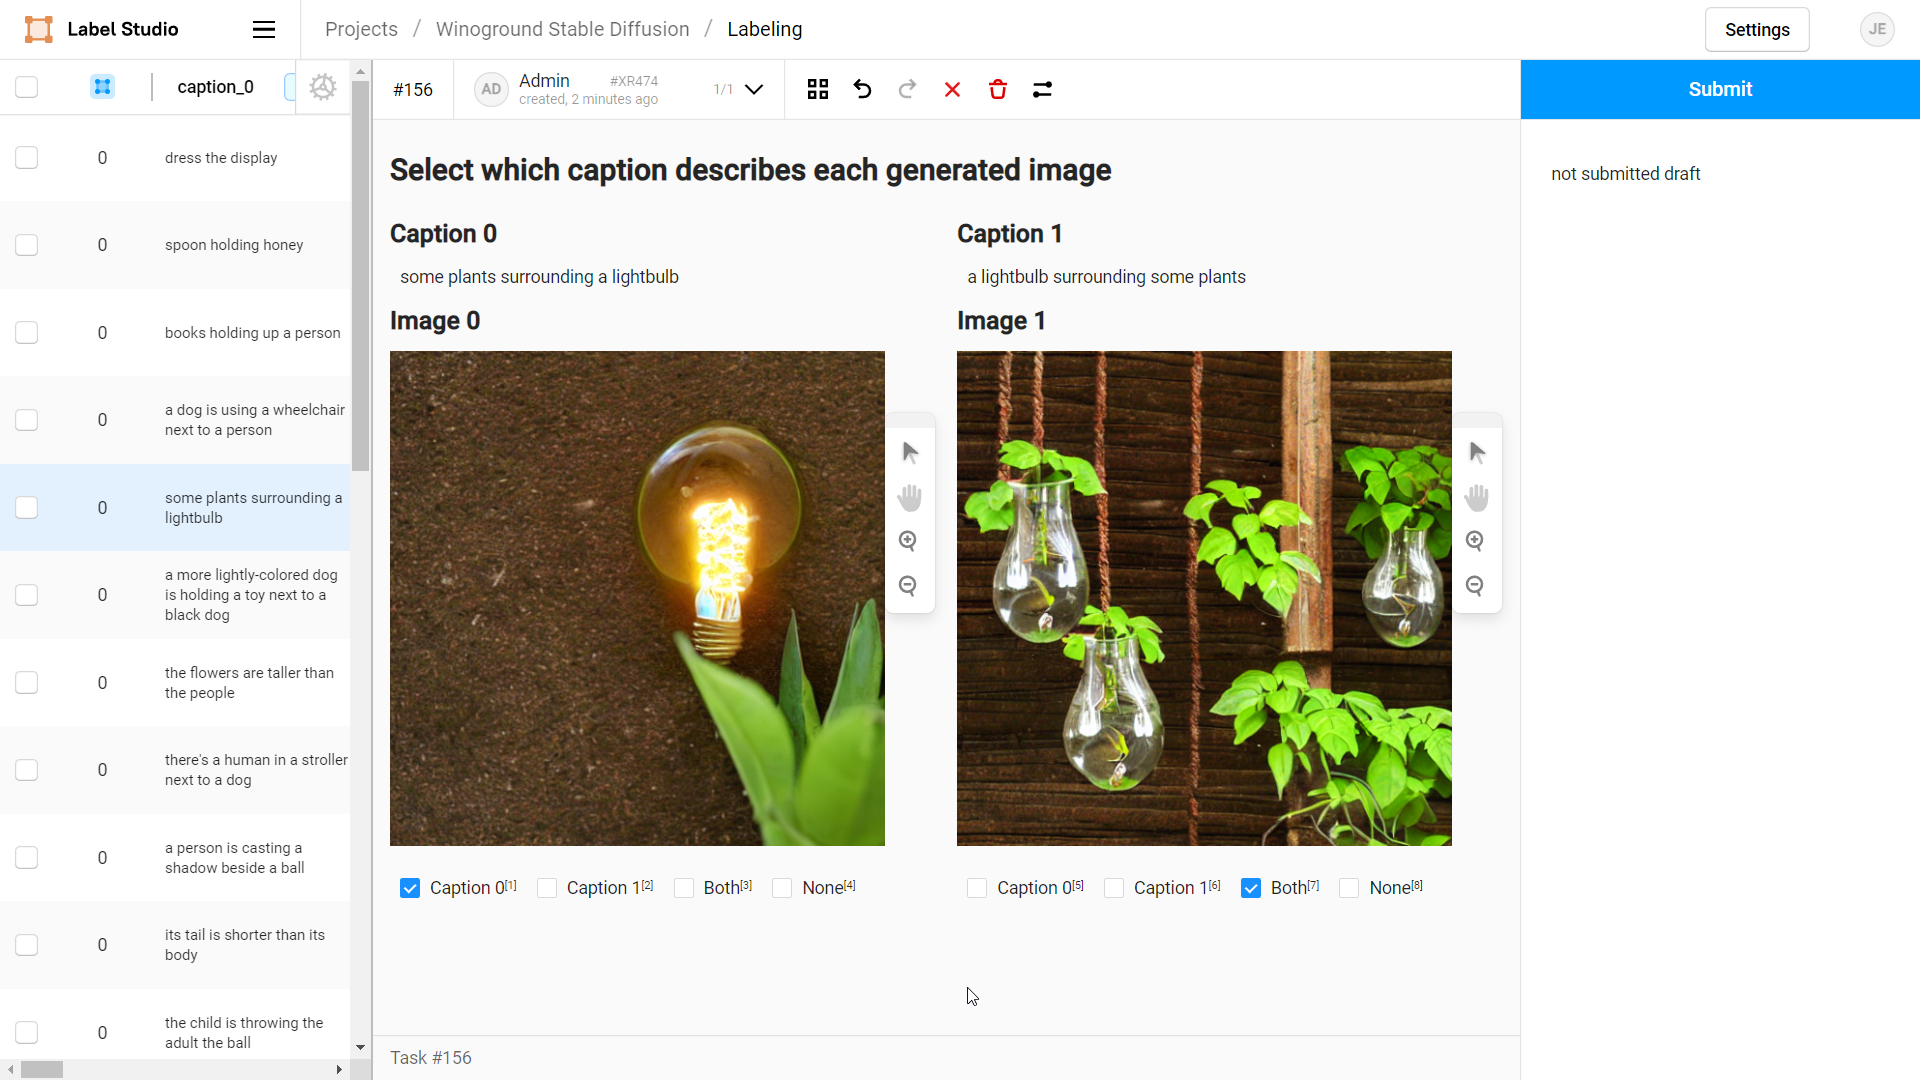 Label Studio
Projects / Winoground Stable Diffusion / Labeling
Settings
JE
caption_0
#156
AD
Admin
#XR474
created, 2 minutes ago
1/1
Submit
0
dress the display
0
spoon holding honey
0
books holding up a person
0
a dog is using a wheelchair
next to a person
0
some plants surrounding a
lightbulb
0
a more lightly-colored dog
is holding a toy next to a
black dog
0
the flowers are taller than
the people
0
there's a human in a stroller
next to a dog
0
a person is casting a
shadow beside a ball
0
its tail is shorter than its
body
0
the child is throwing the
adult the ball
Select which caption describes each generated image
Caption 0
some plants surrounding a lightbulb
Caption 1
a lightbulb surrounding some plants
Image 0
Image 1
Caption 0[1] Caption 1[2] Both[3] None[4]
Caption 0[5] Caption 1[6] Both[7] None[8]
Task #156
not submitted draft